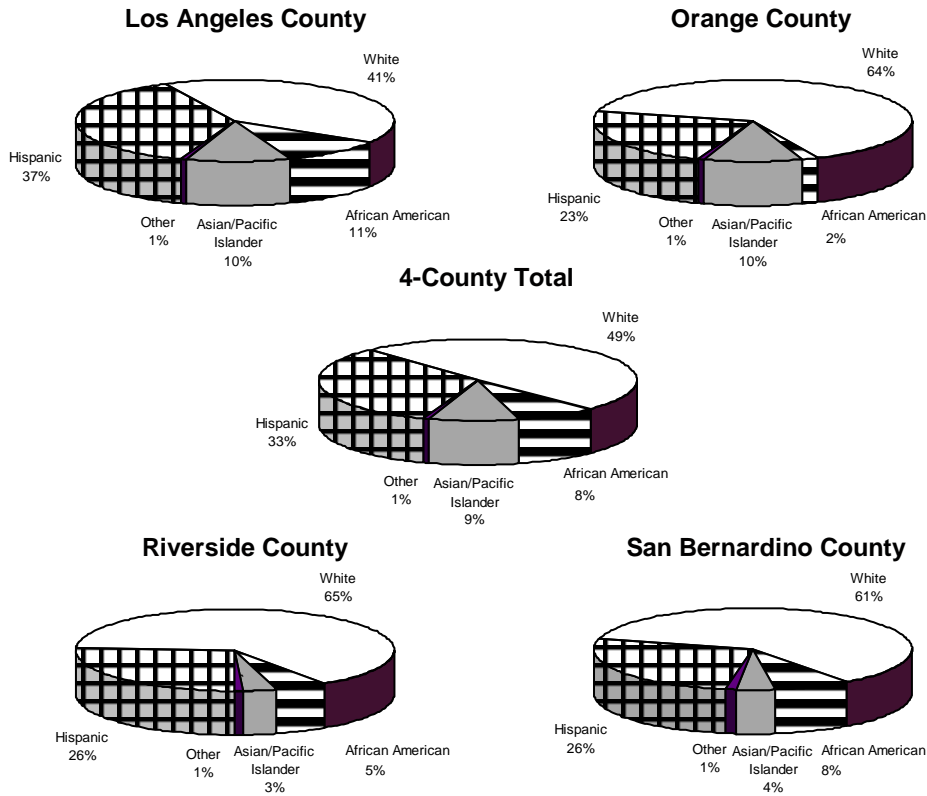 Los Angeles County
White
41%
Hispanic
37%
Other
1%
Asian/Pacific
Islander
10%
African American
11%
Orange County
White
64%
Hispanic
23%
Other
1%
Asian/Pacific
Islander
10%
African American
2%
4-County Total
White
49%
Hispanic
33%
Other
1%
Asian/Pacific
Islander
9%
African American
8%
Riverside County
White
65%
Hispanic
26%
Other
1%
Asian/Pacific
Islander
3%
African American
5%
San Bernardino County
White
61%
Hispanic
26%
Other
1%
Asian/Pacific
Islander
4%
African American
8%